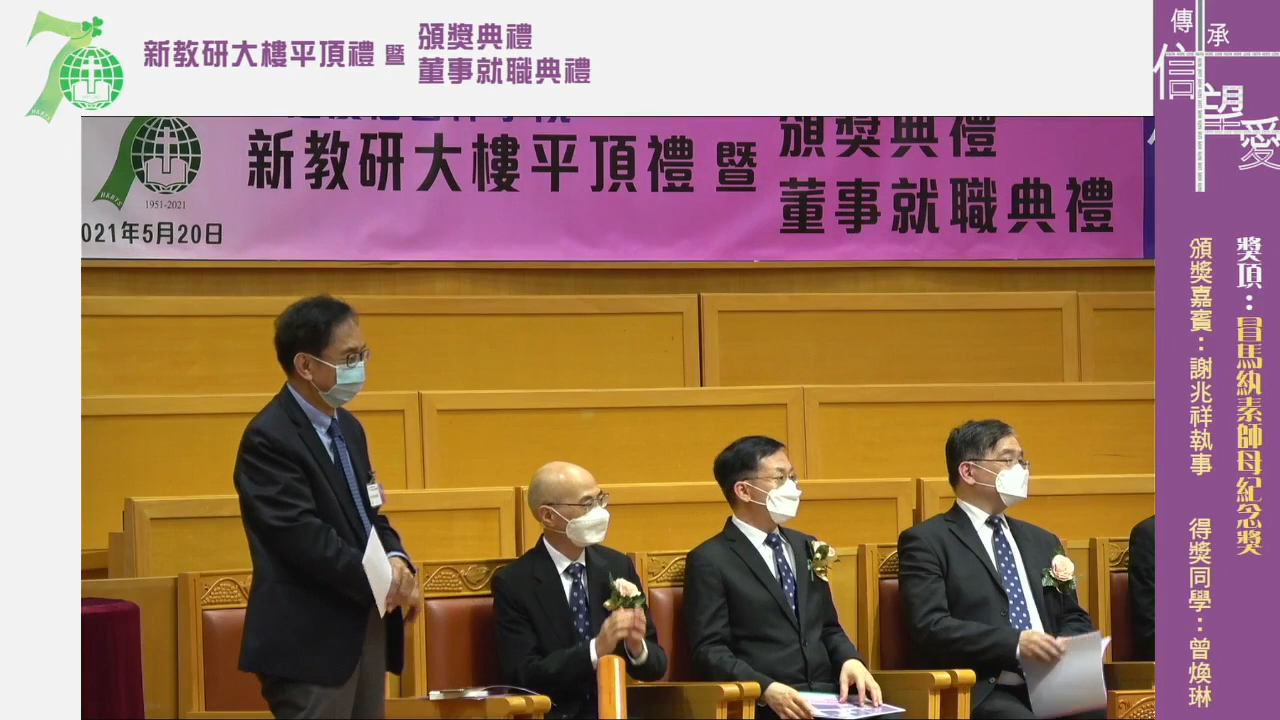 新教研大樓平頂禮 暨
頒獎典禮
董事就職典禮
傳承
信
望
愛
新教研大樓平頂禮 暨
頒獎典禮
董事就職典禮
1951-2021
021年5月20日
獎項：冒馬紈素師母紀念獎
頒獎嘉賓：謝兆祥執事
得獎同學：曾煥琳